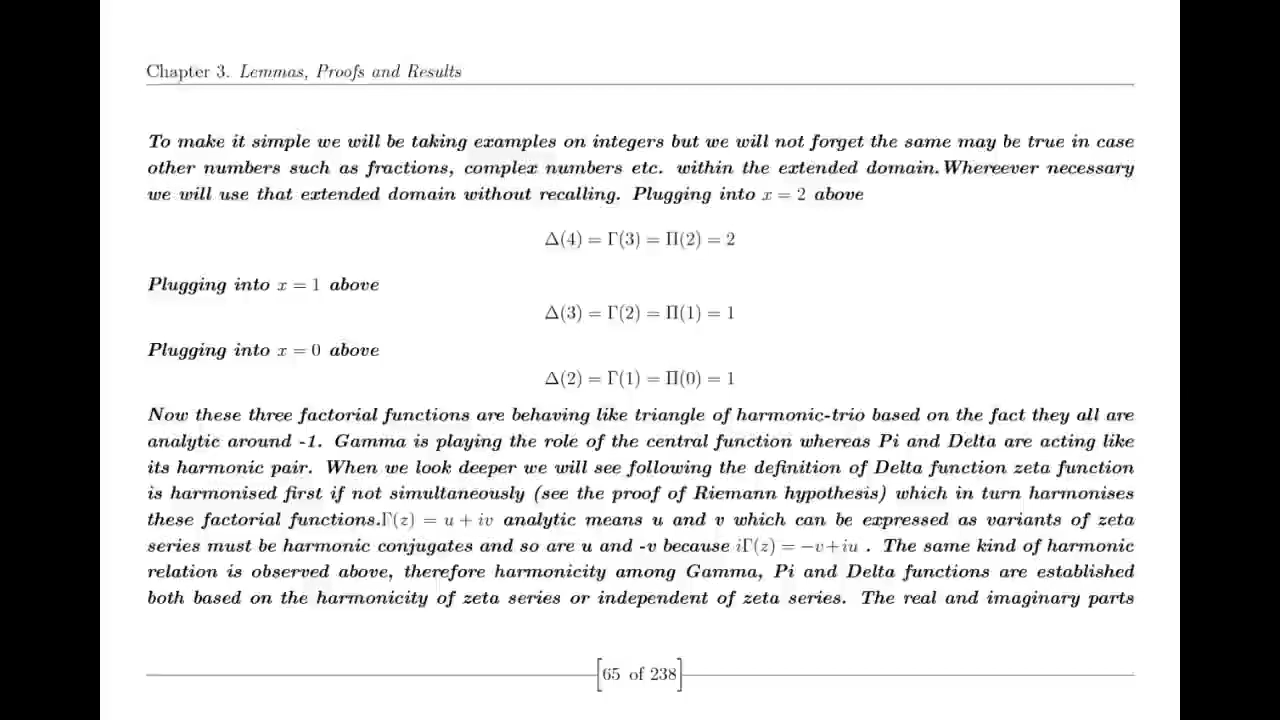 Chapter 3. Lemmas, Proofs and Results
To make it simple we will be taking examples on integers but we will not forget the same may be true in case
other numbers such as fractions, complex numbers etc. within the extended domain.Whereever necessary
we will use that extended domain without recalling. Plugging into x = 2 above
Δ(4) = Γ(3) = Π(2) = 2
Plugging into x = 1 above
Δ(3) = Γ(2) = Π(1) = 1
Plugging into x = 0 above
Δ(2) = Γ(1) = Π(0) = 1
Now these three factorial functions are behaving like triangle of harmonic-trio based on the fact they all are
analytic around -1. Gamma is playing the role of the central function whereas Pi and Delta are acting like
its harmonic pair. When we look deeper we will see following the definition of Delta function zeta function
is harmonised first if not simultaneously (see the proof of Riemann hypothesis) which in turn harmonises
these factorial functions.Γ(z) = u + iv analytic means u and v which can be expressed as variants of zeta
series must be harmonic conjugates and so are u and -v because iΓ(z) = −v+iu . The same kind of harmonic
relation is observed above, therefore harmonicity among Gamma, Pi and Delta functions are established
both based on the harmonicity of zeta series or independent of zeta series. The real and imaginary parts
65 of 238